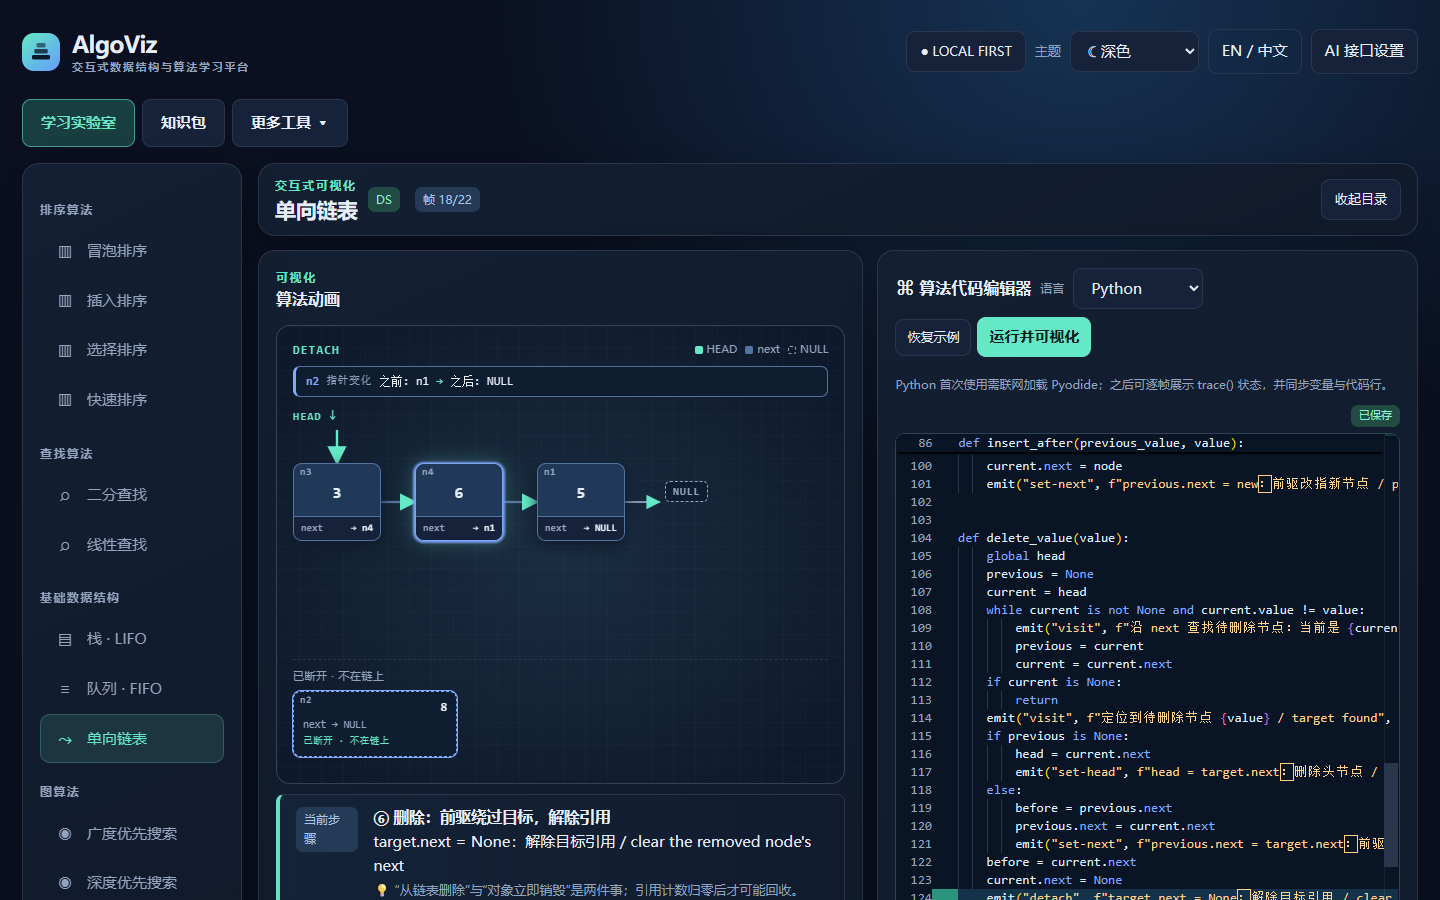 AlgoViz
交互式数据结构与算法学习平台
● LOCAL FIRST
主题
☾ 深色
EN / 中文
AI 接口设置
学习实验室
知识包
更多工具 ▾
排序算法
冒泡排序
插入排序
选择排序
快速排序
查找算法
二分查找
线性查找
基础数据结构
栈 · LIFO
队列 · FIFO
单向链表
图算法
广度优先搜索
深度优先搜索
交互式可视化
单向链表
DS
帧 18/22
收起目录
可视化
算法动画
DETACH
HEAD next NULL
n2 指针变化 之前: n1 → 之后: NULL
HEAD ↓
n3
3
next → n4
n4
6
next → n1
n1
5
next → NULL
NULL
已断开 · 不在链上
n2
8
next → NULL
已断开 · 不在链上
当前步骤
⑥ 删除：前驱绕过目标，解除引用
target.next = None：解除目标引用 / clear the removed node's
next
💡 “从链表删除”与“对象立即销毁”是两件事；引用计数归零后才可能回收。
⌘ 算法代码编辑器
语言
Python
恢复示例
运行并可视化
Python 首次使用需联网加载 Pyodide；之后可逐帧展示 trace() 状态，并同步变量与代码行。
已保存
86 def insert_after(previous_value, value):
100 current.next = node
101 emit("set-next", f"previous.next = new：前驱改指新节点 / p
102
103
104 def delete_value(value):
105 global head
106 previous = None
107 current = head
108 while current is not None and current.value != value:
109 emit("visit", f"沿 next 查找待删除节点：当前是 {curren
110 previous = current
111 current = current.next
112 if current is None:
113 return
114 emit("visit", f"定位到待删除节点 {value} / target found",
115 if previous is None:
116 head = current.next
117 emit("set-head", f"head = target.next：删除头节点 /
118 else:
119 before = previous.next
120 previous.next = current.next
121 emit("set-next", f"previous.next = target.next：前驱
122 before = current.next
123 current.next = None
124 emit("detach", f"target.next = None：解除目标引用 / clear